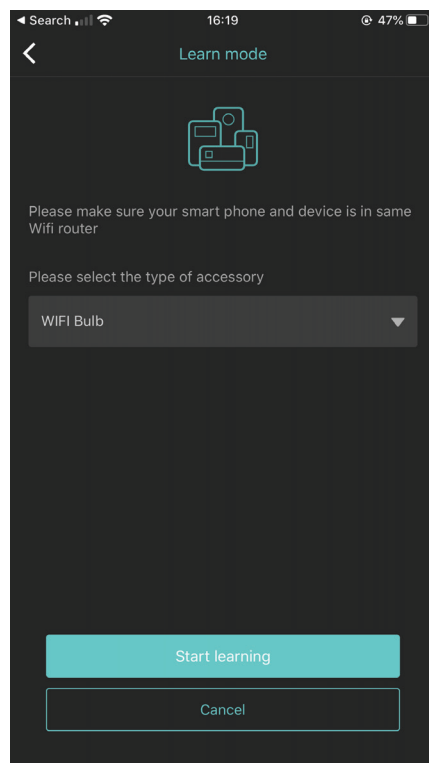 Search
16:19
47%
Learn mode
Please make sure your smart phone and device is in same
Wifi router
Please select the type of accessory
WIFI Bulb
Start learning
Cancel